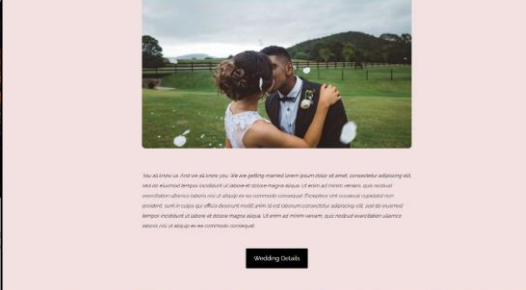 You all know us. And we all know you. We are getting married lorem ipsum dolor sit amet, consectetur adipiscing elit,
sed do eiusmod tempor incididunt ut labore et dolore magna aliqua. Ut enim ad minim veniam, quis nostrud
exercitation ullamco laboris nisi ut aliquip ex ea commodo consequat. Excepteur sint occaecat cupidatat non
proident, sunt in culpa qui officia deserunt mollit anim id est laborum consectetur adipiscing elit, sed do eiusmod
tempor incididunt ut labore et dolore magna aliqua. Ut enim ad minim veniam, quis nostrud exercitation ullamco
laboris nisi ut aliquip ex ea commodo consequat.
Wedding Details